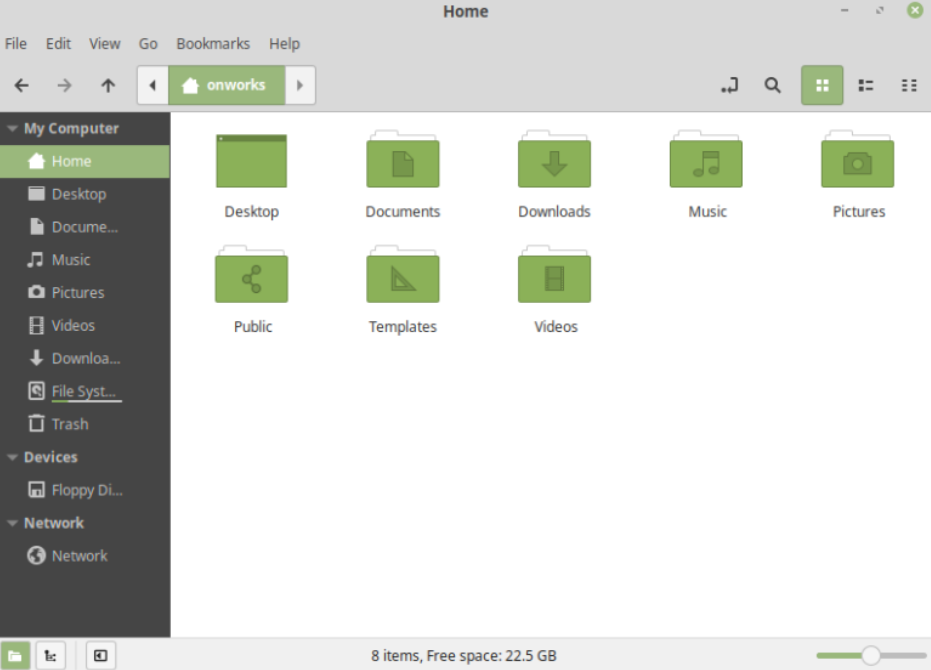 Home
File Edit View Go Bookmarks Help
onworks
My Computer
Home
Desktop
Docume...
Music
Pictures
Videos
Downloa...
File Syst...
Trash
Devices
Floppy Di...
Network
Network
Desktop Documents Downloads Music Pictures
Public Templates Videos
8 items, Free space: 22.5 GB